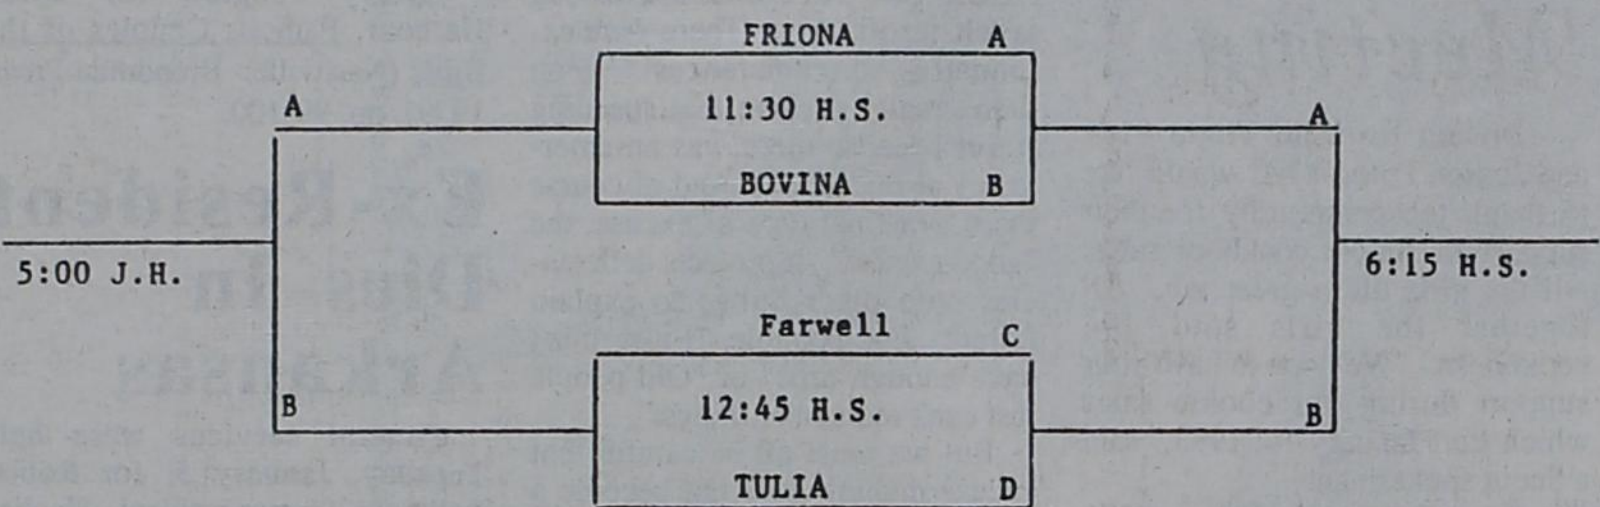 FRIONA A
A 11:30 H.S. A
BOVINA B
5:00 J.H. 6:15 H.S.
Farwell C
B 12:45 H.S. B
TULIA D